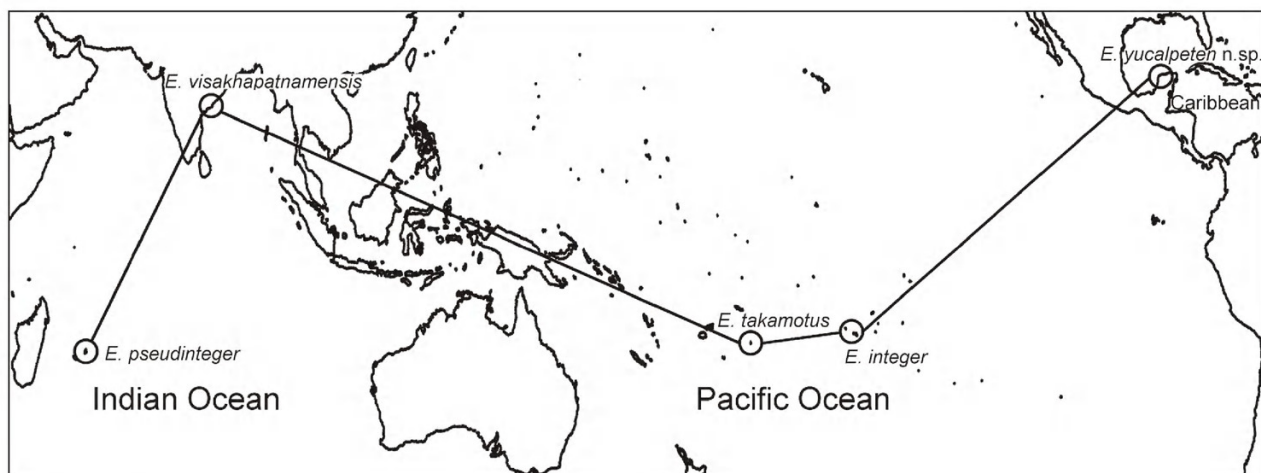 E. yucalpeten n.sp.
E. visakhapatnamensis
Caribbean
E. takamotus
E. pseudinteger
E. integer
Indian Ocean
Pacific Ocean